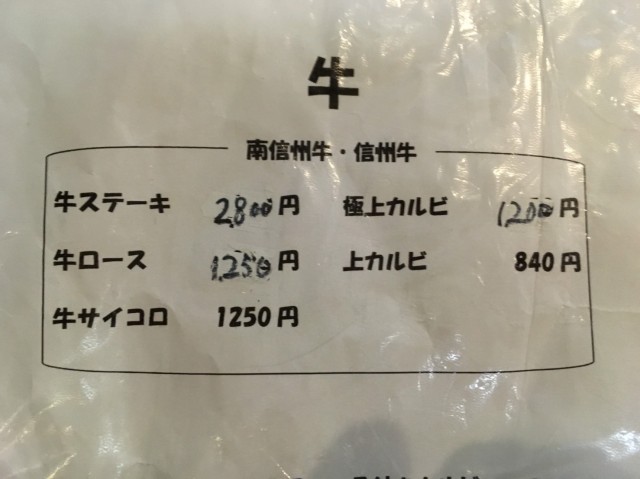 牛
南信州牛・信州牛
牛ステーキ 2,800円 極上カルビ 1,200円
牛ロース 1,250円 上カルビ 840円
牛サイコロ 1250円